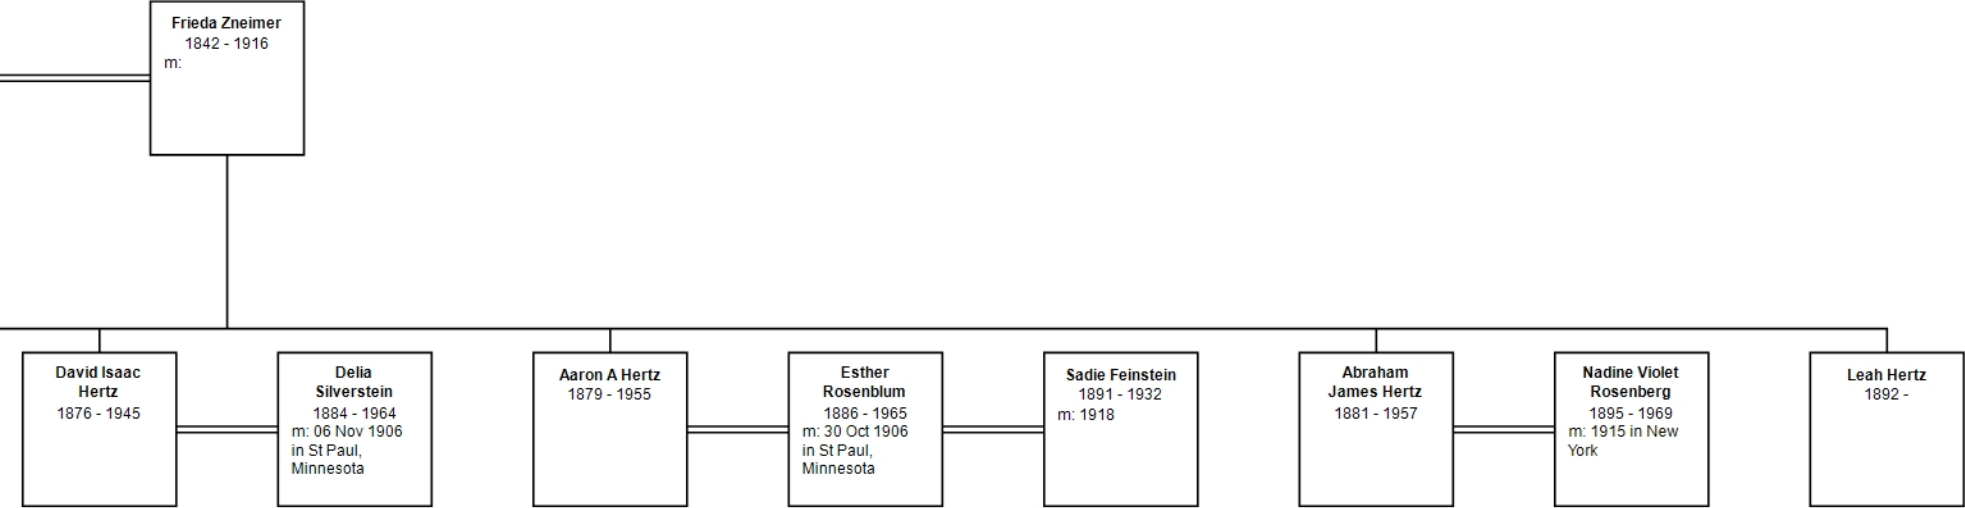 Frieda Zneimer
1842 - 1916
m:
David Isaac
Hertz
1876 - 1945
Delia
Silverstein
1884 - 1964
m: 06 Nov 1906
in St Paul,
Minnesota
Aaron A Hertz
1879 - 1955
Esther
Rosenblum
1886 - 1965
m: 30 Oct 1906
in St Paul,
Minnesota
Sadie Feinstein
1891 - 1932
m: 1918
Abraham
James Hertz
1881 - 1957
Nadine Violet
Rosenberg
1895 - 1969
m: 1915 in New
York
Leah Hertz
1892 -